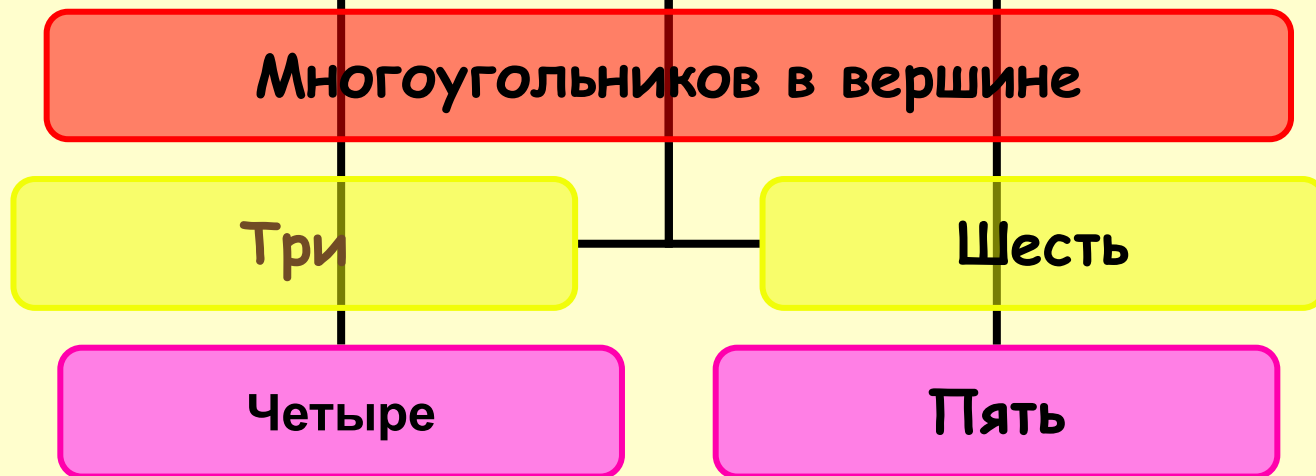 Многоугольников в вершине
Три
Шесть
Четыре
Пять